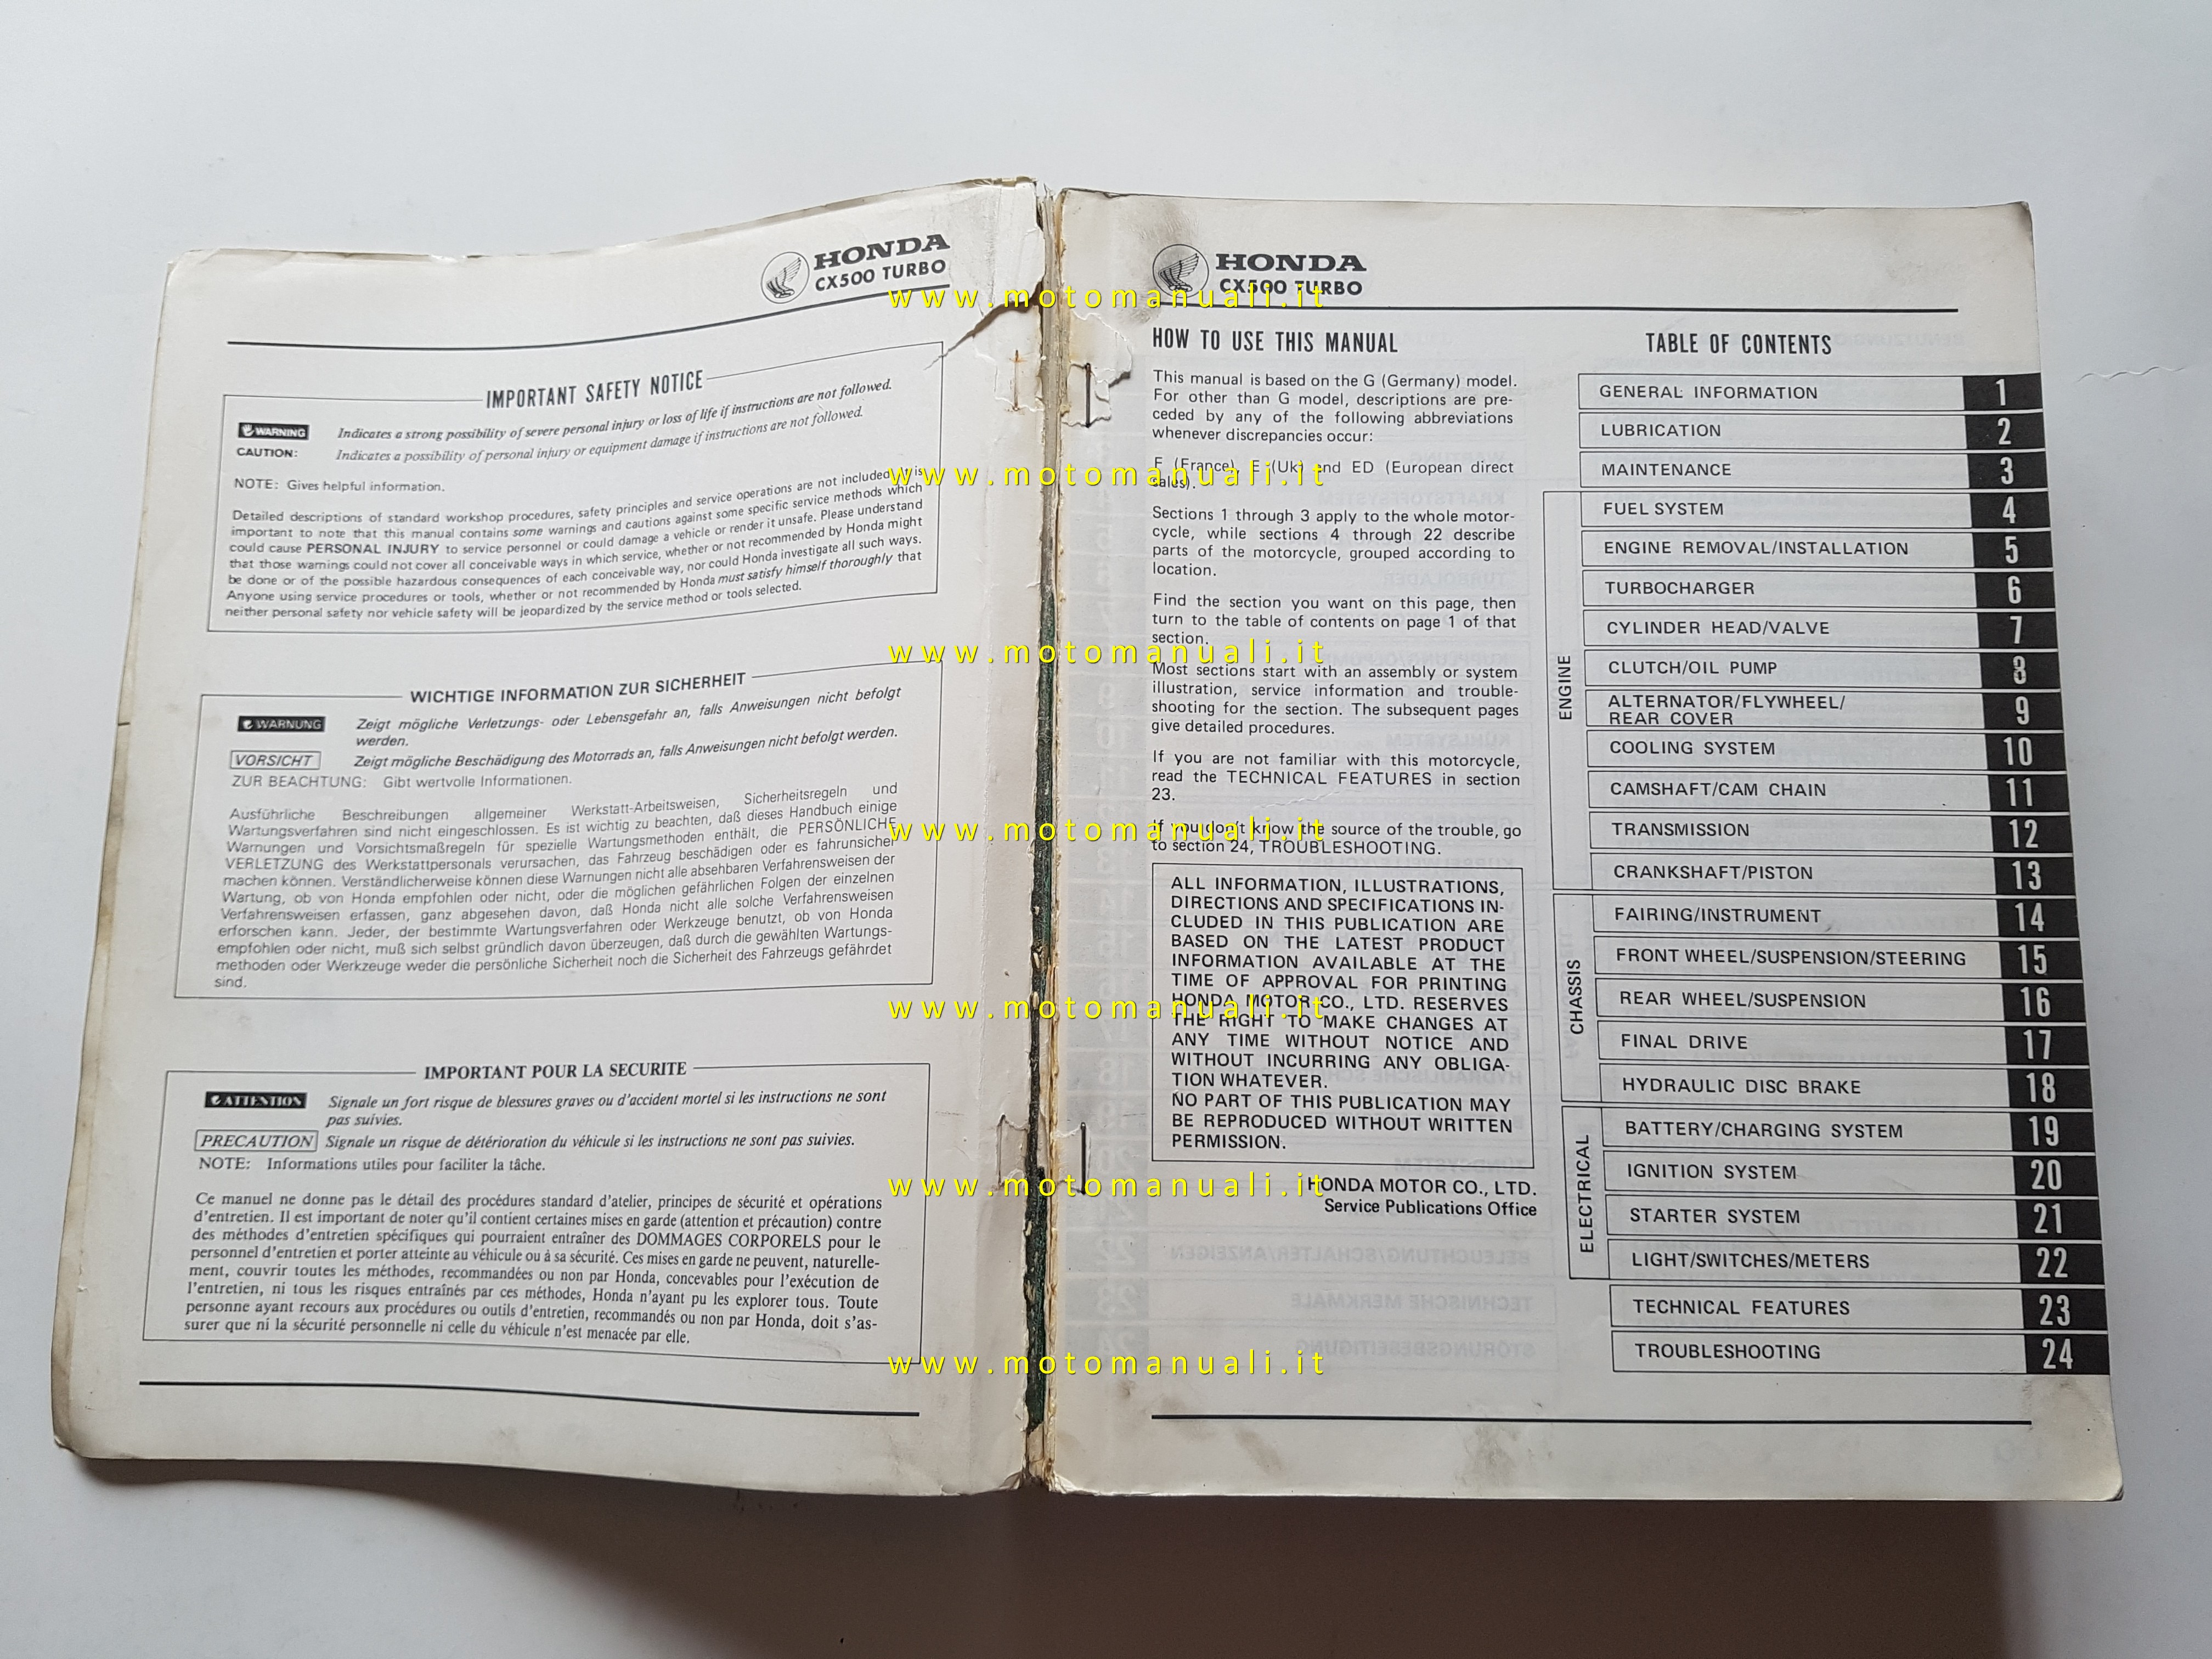 HONDA
CX500 TURBO
IMPORTANT SAFETY NOTICE
WARNING Indicates a strong possibility of severe personal injury or loss of life if instructions are not followed.
CAUTION: Indicates a possibility of personal injury or equipment damage if instructions are not followed.
NOTE: Gives helpful information.
Detailed descriptions of standard workshop procedures, safety principles and service operations are not included. It is
important to note that this manual contains some warnings and cautions against some specific service methods which
could cause PERSONAL INJURY to service personnel or could damage a vehicle or render it unsafe. Please understand
that those warnings could not cover all conceivable ways in which service, whether or not recommended by Honda might
be done or of the possible hazardous consequences of each conceivable way, nor could Honda investigate all such ways.
Anyone using service procedures or tools, whether or not recommended by Honda must satisfy himself thoroughly that
neither personal safety nor vehicle safety will be jeopardized by the service method or tools selected.
WICHTIGE INFORMATION ZUR SICHERHEIT
WARNUNG Zeigt mögliche Verletzungs- oder Lebensgefahr an, falls Anweisungen nicht befolgt
werden.
VORSICHT Zeigt mögliche Beschädigung des Motorrads an, falls Anweisungen nicht befolgt werden.
ZUR BEACHTUNG: Gibt wertvolle Informationen.
Ausführliche Beschreibungen allgemeiner Werkstatt-Arbeitsweisen, Sicherheitsregeln und
Wartungsverfahren sind nicht eingeschlossen. Es ist wichtig zu beachten, daß dieses Handbuch einige
Warnungen und Vorsichtsmaßregeln für spezielle Wartungsmethoden enthält, die PERSÖNLICHE
VERLETZUNG des Werkstattpersonals verursachen, das Fahrzeug beschädigen oder es fahrunsicher
machen können. Verständlicherweise können diese Warnungen nicht alle absehbaren Verfahrensweisen der
Wartung, ob von Honda empfohlen oder nicht, oder die möglichen gefährlichen Folgen der einzelnen
Verfahrensweisen erfassen, ganz abgesehen davon, daß Honda nicht alle solche Verfahrensweisen
erforschen kann. Jeder, der bestimmte Wartungsverfahren oder Werkzeuge benutzt, ob von Honda
empfohlen oder nicht, muß sich selbst gründlich davon überzeugen, daß durch die gewählten Wartungs-
methoden oder Werkzeuge weder die persönliche Sicherheit noch die Sicherheit des Fahrzeugs gefährdet
sind.
IMPORTANT POUR LA SECURITE
ATTENTION Signale un fort risque de blessures graves ou d'accident mortel si les instructions ne sont
pas suivies.
PRECAUTION Signale un risque de détérioration du véhicule si les instructions ne sont pas suivies.
NOTE: Informations utiles pour faciliter la tâche.
Ce manuel ne donne pas le détail des procédures standard d'atelier, principes de sécurité et opérations
d'entretien. Il est important de noter qu'il contient certaines mises en garde (attention et précaution) contre
des méthodes d'entretien spécifiques qui pourraient entraîner des DOMMAGES CORPORELS pour le
personnel d'entretien et porter atteinte au véhicule ou à sa sécurité. Ces mises en garde ne peuvent, naturelle-
ment, couvrir toutes les méthodes, recommandées ou non par Honda, concevables pour l'exécution de
l'entretien, ni tous les risques entraînés par ces méthodes, Honda n'ayant pu les explorer tous. Toute
personne ayant recours aux procédures ou outils d'entretien, recommandés ou non par Honda, doit s'as-
surer que ni la sécurité personnelle ni celle du véhicule n'est menacée par elle.
HONDA
CX500 TURBO
HOW TO USE THIS MANUAL
This manual is based on the G (Germany) model.
For other than G model, descriptions are pre-
ceded by any of the following abbreviations
whenever discrepancies occur:
F (France), E (Uk) and ED (European direct
sales).
Sections 1 through 3 apply to the whole motor-
cycle, while sections 4 through 22 describe
parts of the motorcycle, grouped according to
location.
Find the section you want on this page, then
turn to the table of contents on page 1 of that
section.
Most sections start with an assembly or system
illustration, service information and trouble-
shooting for the section. The subsequent pages
give detailed procedures.
If you are not familiar with this motorcycle,
read the TECHNICAL FEATURES in section
23.
If you don't know the source of the trouble, go
to section 24, TROUBLESHOOTING.
ALL INFORMATION, ILLUSTRATIONS,
DIRECTIONS AND SPECIFICATIONS IN-
CLUDED IN THIS PUBLICATION ARE
BASED ON THE LATEST PRODUCT
INFORMATION AVAILABLE AT THE
TIME OF APPROVAL FOR PRINTING
HONDA MOTOR CO., LTD. RESERVES
THE RIGHT TO MAKE CHANGES AT
ANY TIME WITHOUT NOTICE AND
WITHOUT INCURRING ANY OBLIGA-
TION WHATEVER.
NO PART OF THIS PUBLICATION MAY
BE REPRODUCED WITHOUT WRITTEN
PERMISSION.
HONDA MOTOR CO., LTD.
Service Publications Office
TABLE OF CONTENTS
GENERAL INFORMATION 1
LUBRICATION 2
MAINTENANCE 3
ENGINE
FUEL SYSTEM 4
ENGINE REMOVAL/INSTALLATION 5
TURBOCHARGER 6
CYLINDER HEAD/VALVE 7
CLUTCH/OIL PUMP 8
ALTERNATOR/FLYWHEEL/
REAR COVER 9
COOLING SYSTEM 10
CAMSHAFT/CAM CHAIN 11
TRANSMISSION 12
CRANKSHAFT/PISTON 13
CHASSIS
FAIRING/INSTRUMENT 14
FRONT WHEEL/SUSPENSION/STEERING 15
REAR WHEEL/SUSPENSION 16
FINAL DRIVE 17
HYDRAULIC DISC BRAKE 18
ELECTRICAL
BATTERY/CHARGING SYSTEM 19
IGNITION SYSTEM 20
STARTER SYSTEM 21
LIGHT/SWITCHES/METERS 22
TECHNICAL FEATURES 23
TROUBLESHOOTING 24
www.motomanuali.it
www.motomanuali.it
www.motomanuali.it
www.motomanuali.it
www.motomanuali.it
www.motomanuali.it
www.motomanuali.it